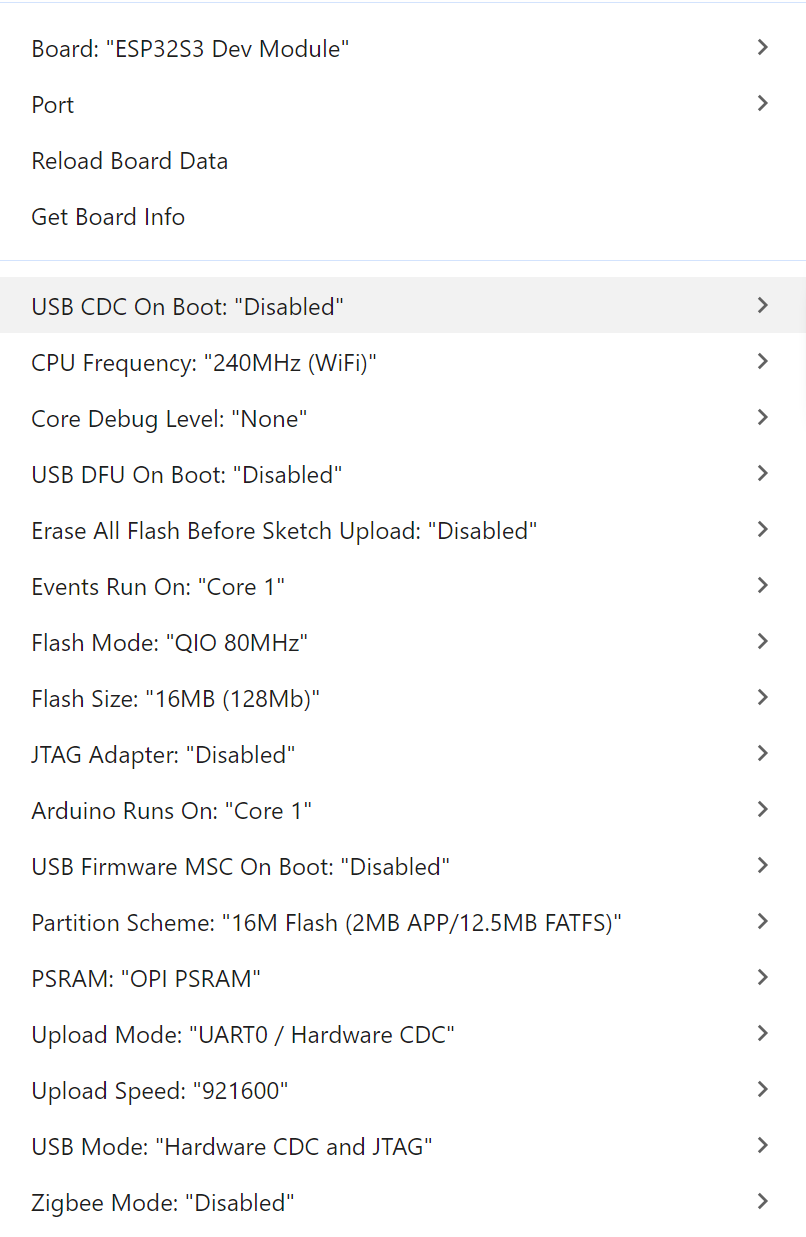 Board: "ESP32S3 Dev Module"
Port
Reload Board Data
Get Board Info
USB CDC On Boot: "Disabled"
CPU Frequency: "240MHz (WiFi)"
Core Debug Level: "None"
USB DFU On Boot: "Disabled"
Erase All Flash Before Sketch Upload: "Disabled"
Events Run On: "Core 1"
Flash Mode: "QIO 80MHz"
Flash Size: "16MB (128Mb)"
JTAG Adapter: "Disabled"
Arduino Runs On: "Core 1"
USB Firmware MSC On Boot: "Disabled"
Partition Scheme: "16M Flash (2MB APP/12.5MB FATFS)"
PSRAM: "OPI PSRAM"
Upload Mode: "UART0 / Hardware CDC"
Upload Speed: "921600"
USB Mode: "Hardware CDC and JTAG"
Zigbee Mode: "Disabled"